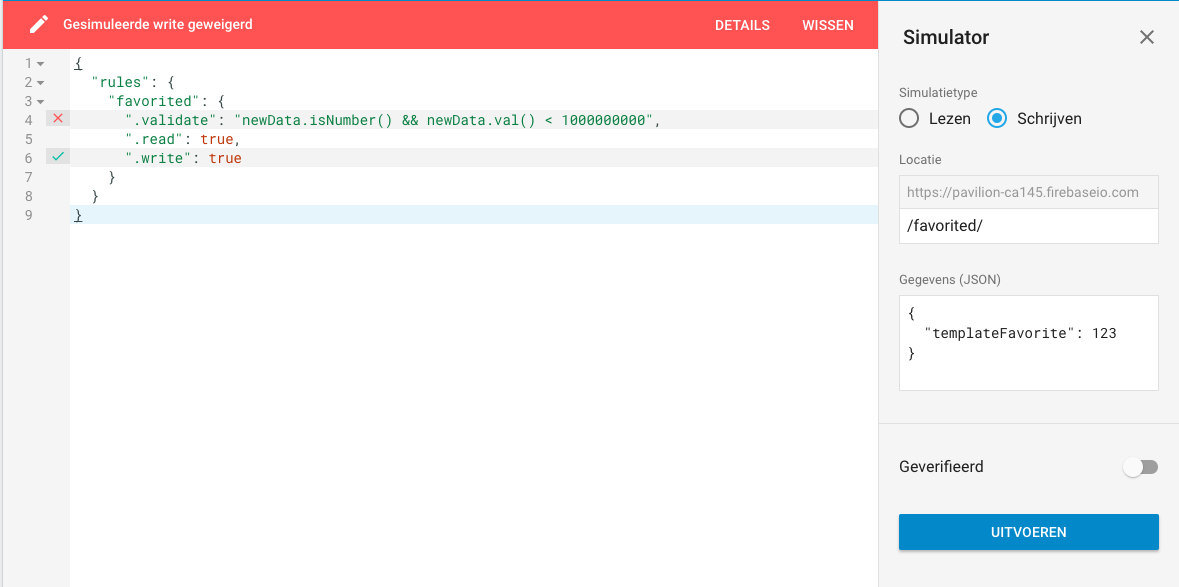 Gesimuleerde write geweigerd
DETAILS
WISSEN
1 {
2 "rules": {
3 "favorited": {
4 ".validate": "newData.isNumber() && newData.val() < 1000000000",
5 ".read": true,
6 ".write": true
7 }
8 }
9 }
Simulator
Simulatietype
Lezen
Schrijven
Locatie
https://pavilion-ca145.firebaseio.com
/favorited/
Gegevens (JSON)
{
"templateFavorite": 123
}
Geverifieerd
UITVOEREN